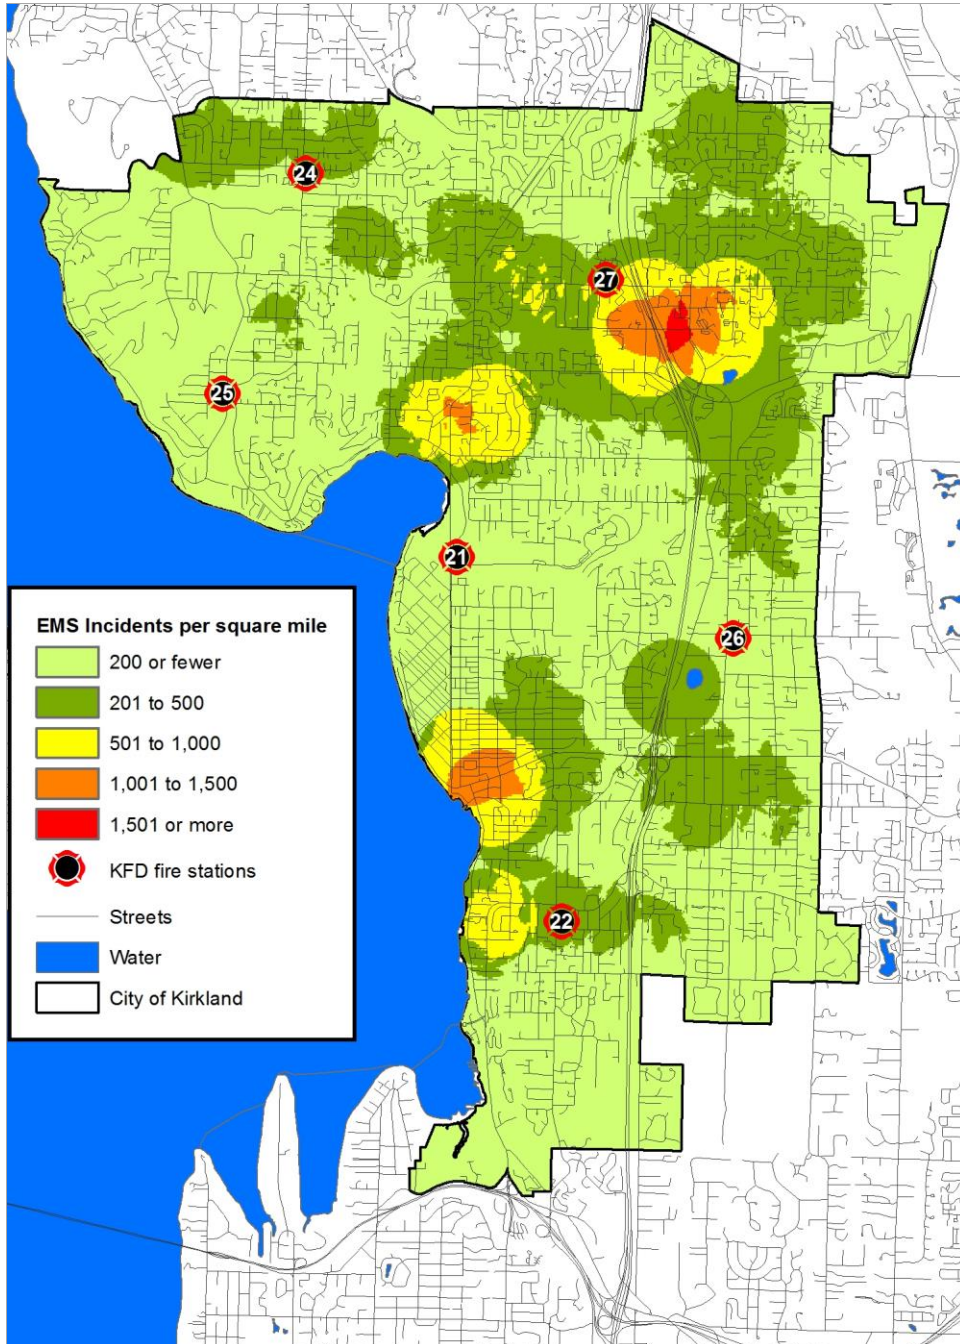 24
27
25
21
26
22
EMS Incidents per square mile
200 or fewer
201 to 500
501 to 1,000
1,001 to 1,500
1,501 or more
KFD fire stations
Streets
Water
City of Kirkland